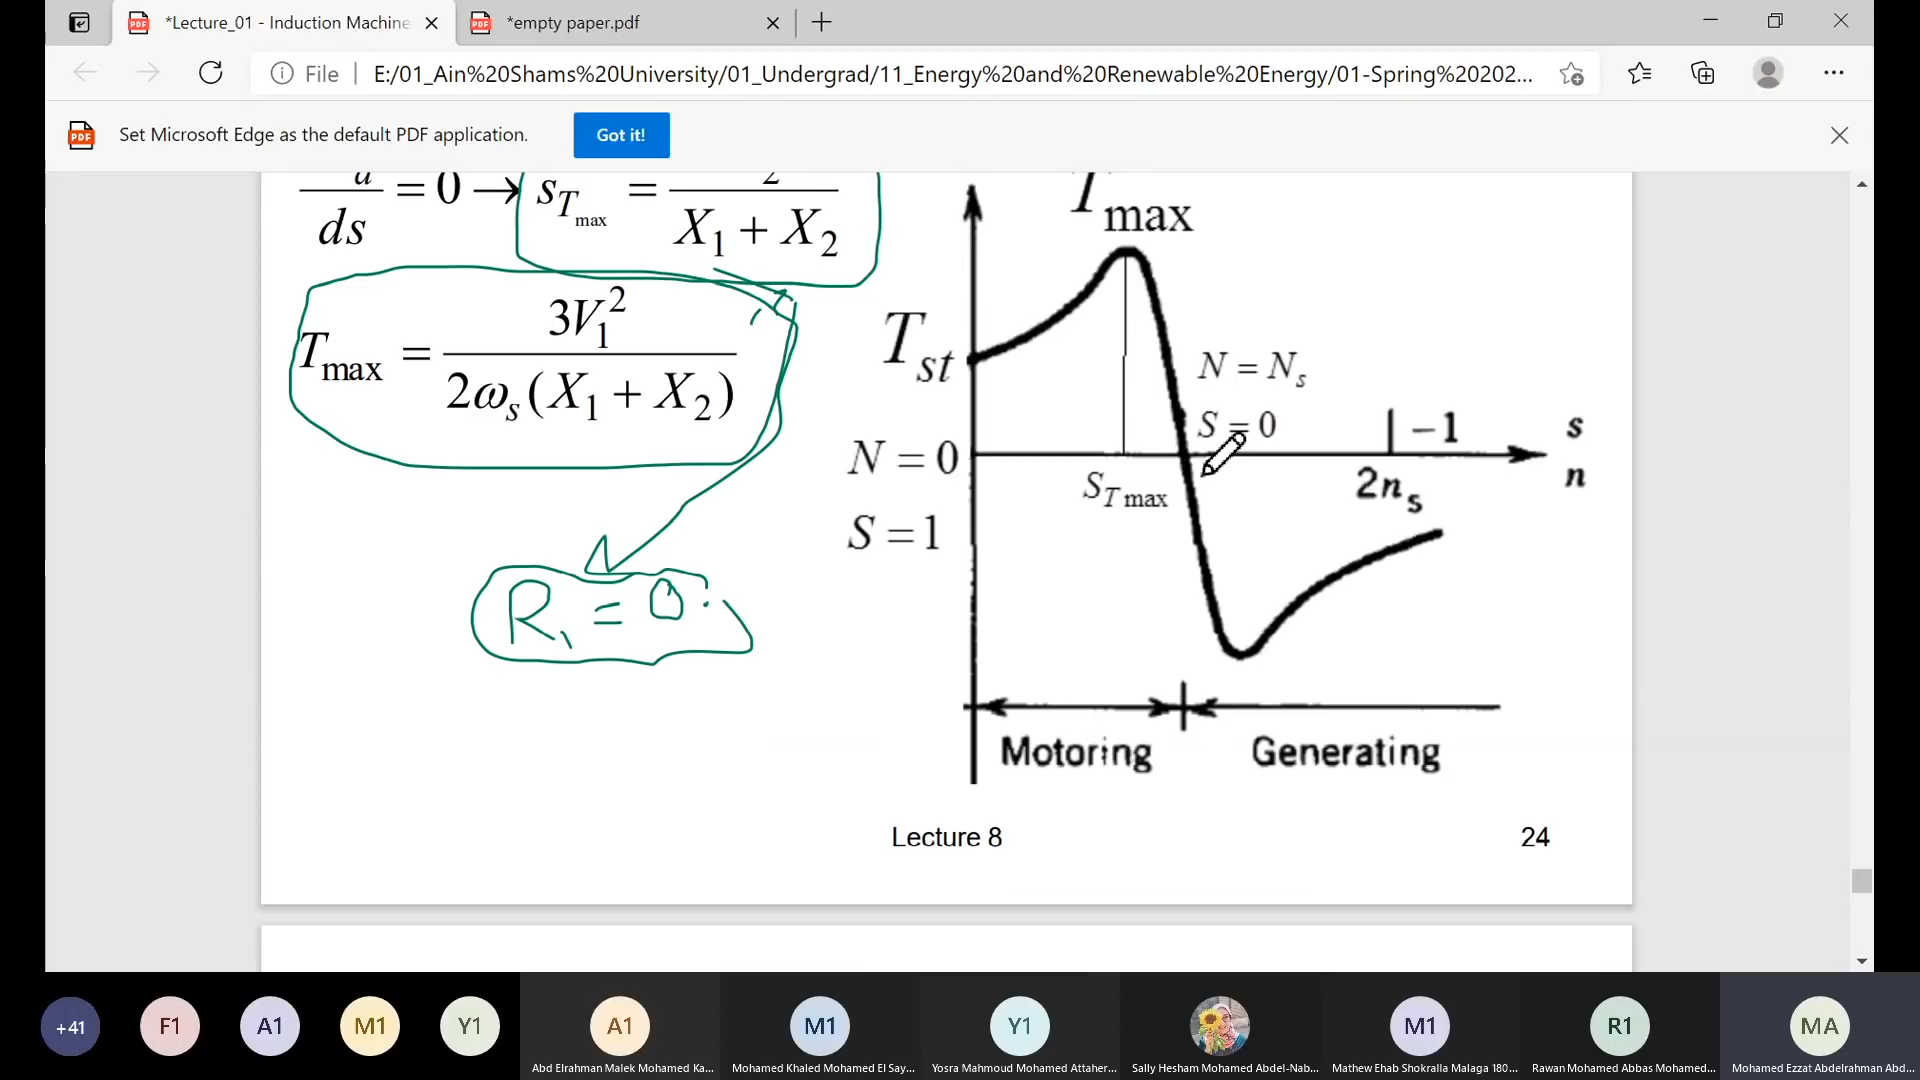 *Lecture_01 - Induction Machine
*empty paper.pdf
File
E:/01_Ain%20Shams%20University/01_Undergrad/11_Energy%20and%20Renewable%20Energy/01-Spring%20202...
Set Microsoft Edge as the default PDF application.
Got it!
ds = 0 → s_Tmax = X₁ + X₂
T_max = 3V₁² / 2ω_s (X₁ + X₂)
R₁ = 0
T_max
T_st
N = N_s
S = 0
-1
s
N = 0
S_T max
2n_s
n
S = 1
Motoring
Generating
Lecture 8
24
+41
F1
A1
M1
Y1
A1
M1
Y1
M1
R1
MA
Abd Elrahman Malek Mohamed Ka...
Mohamed Khaled Mohamed El Say...
Yosra Mahmoud Mohamed Attaher...
Sally Hesham Mohamed Abdel-Nab...
Mathew Ehab Shokralla Malaga 180...
Rawan Mohamed Abbas Mohamed...
Mohamed Ezzat Abdelrahman Abd...